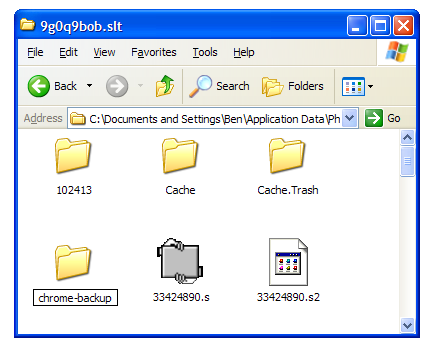 9g0q9bob.slt
File Edit View Favorites Tools Help
Back Search Folders
Address C:\Documents and Settings\Ben\Application Data\Ph Go
102413 Cache Cache.Trash
chrome-backup 33424890.s 33424890.s2